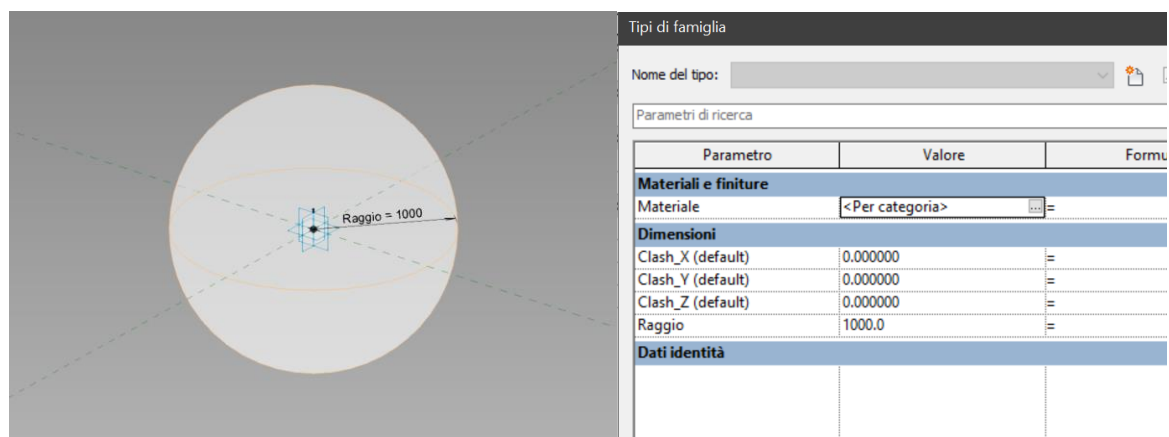 Raggio = 1000
Tipi di famiglia
Nome del tipo:
Parametri di ricerca
Parametro Valore Formu
Materiali e finiture
Materiale <Per categoria> ... =
Dimensioni
Clash_X (default) 0.000000 =
Clash_Y (default) 0.000000 =
Clash_Z (default) 0.000000 =
Raggio 1000.0 =
Dati identità